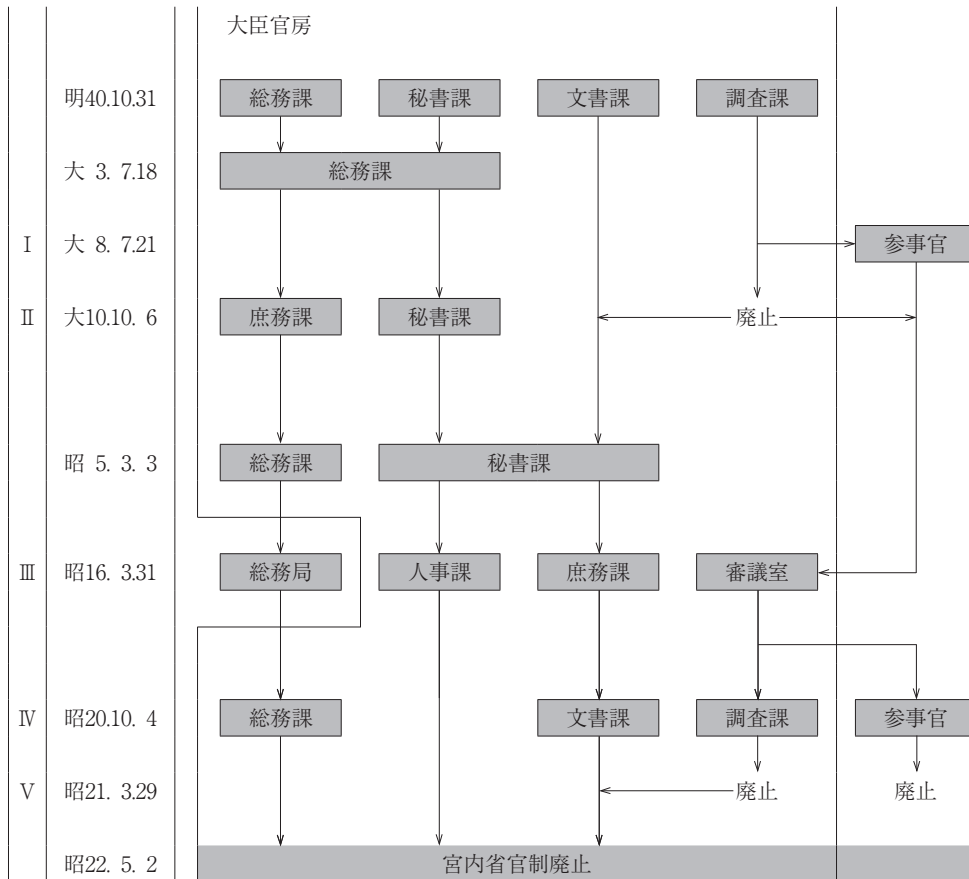 大臣官房
明40.10.31 総務課 秘書課 文書課 調査課
大 3. 7.18 総務課
Ⅰ 大 8. 7.21 参事官
Ⅱ 大10.10. 6 庶務課 秘書課 廃止
昭 5. 3. 3 総務課 秘書課
Ⅲ 昭16. 3.31 総務局 人事課 庶務課 審議室
Ⅳ 昭20.10. 4 総務課 文書課 調査課 参事官
Ⅴ 昭21. 3.29 廃止 廃止
昭22. 5. 2 宮内省官制廃止